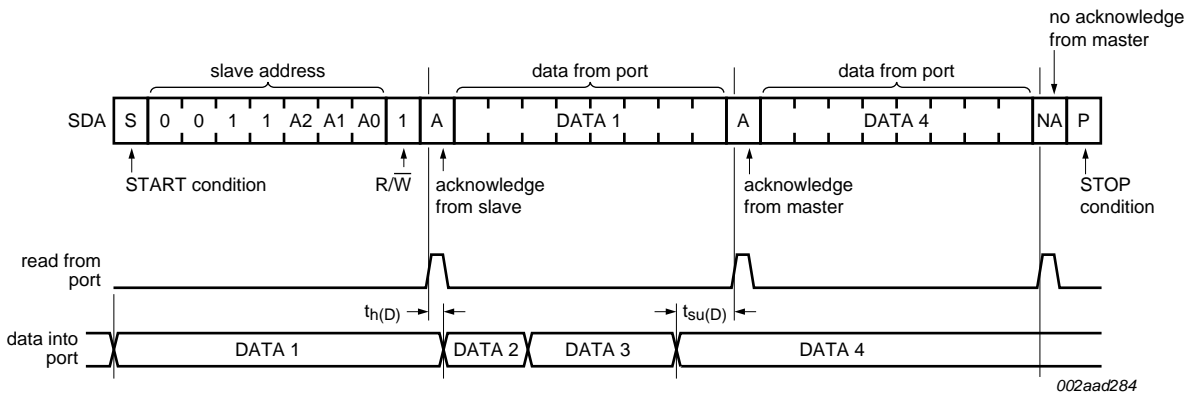 no acknowledge
from master
slave address
data from port
data from port
SDA S 0 0 1 1 A2 A1 A0 1 A DATA 1 A DATA 4 NA P
START condition
R/W̅
acknowledge
from slave
acknowledge
from master
STOP
condition
read from
port
th(D)
tsu(D)
data into
port
DATA 1 DATA 2 DATA 3 DATA 4
002aad284